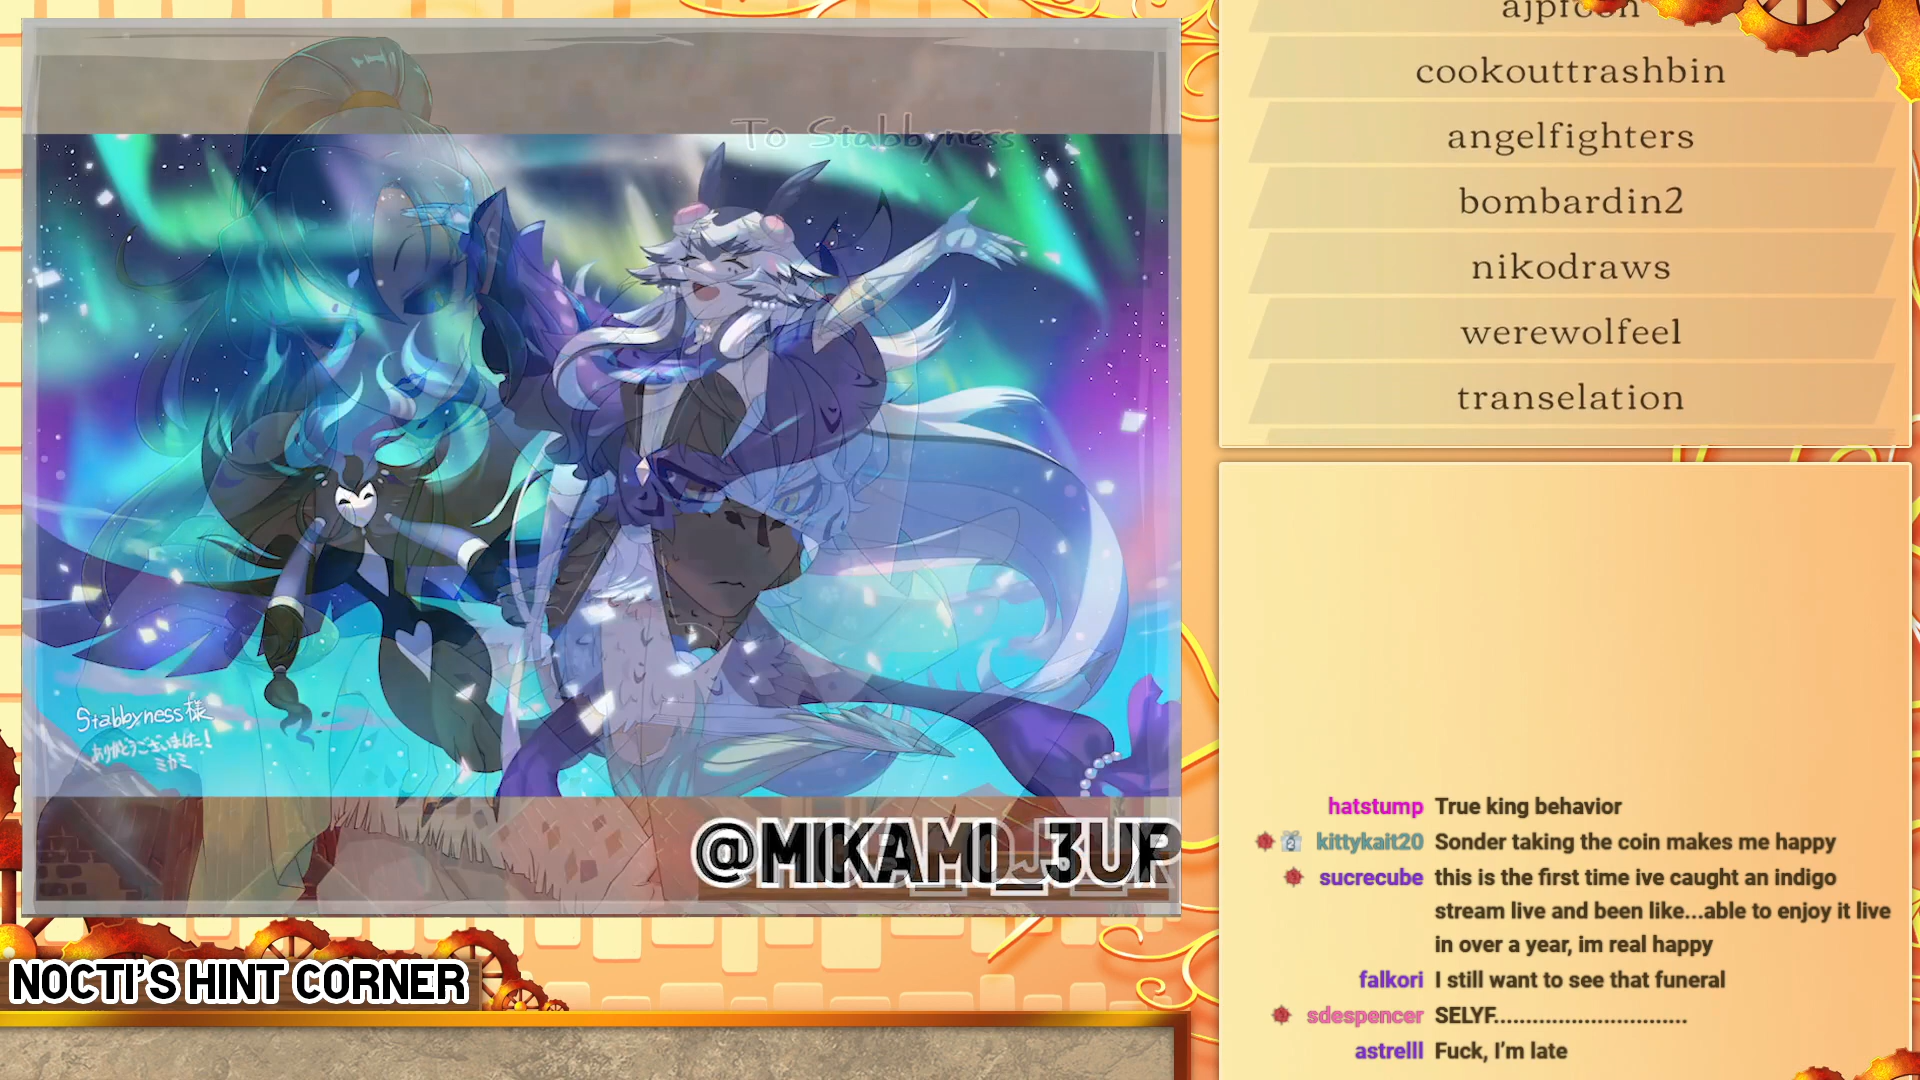 To Stabbyness
Stabbyness様
ありがとうございました!
ミカミ
@MIKAMI_3UP
NOCTI'S HINT CORNER
cookouttrashbin
angelfighters
bombardin2
nikodraws
werewolfeel
transelation
hatstump True king behavior
kittykait20 Sonder taking the coin makes me happy
sucrecube this is the first time ive caught an indigo
stream live and been like...able to enjoy it live
in over a year, im real happy
falkori I still want to see that funeral
sdespencer SELYF............................
astrelll Fuck, I'm late